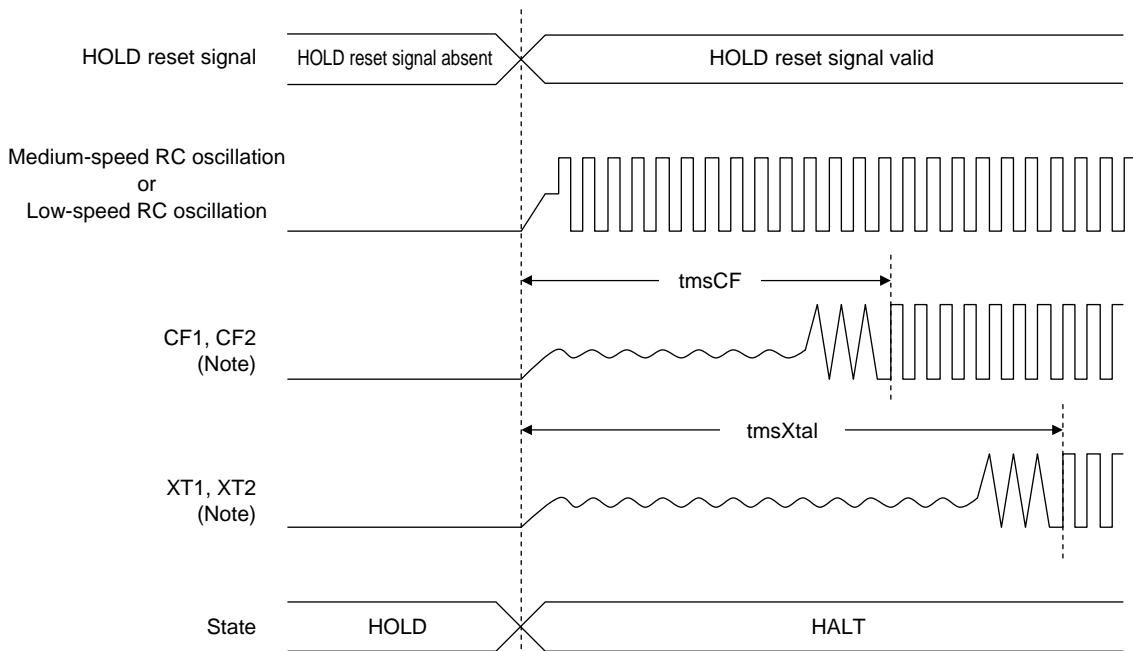 HOLD reset signal
HOLD reset signal absent
HOLD reset signal valid
Medium-speed RC oscillation
or
Low-speed RC oscillation
tmsCF
CF1, CF2
(Note)
tmsXtal
XT1, XT2
(Note)
State
HOLD
HALT